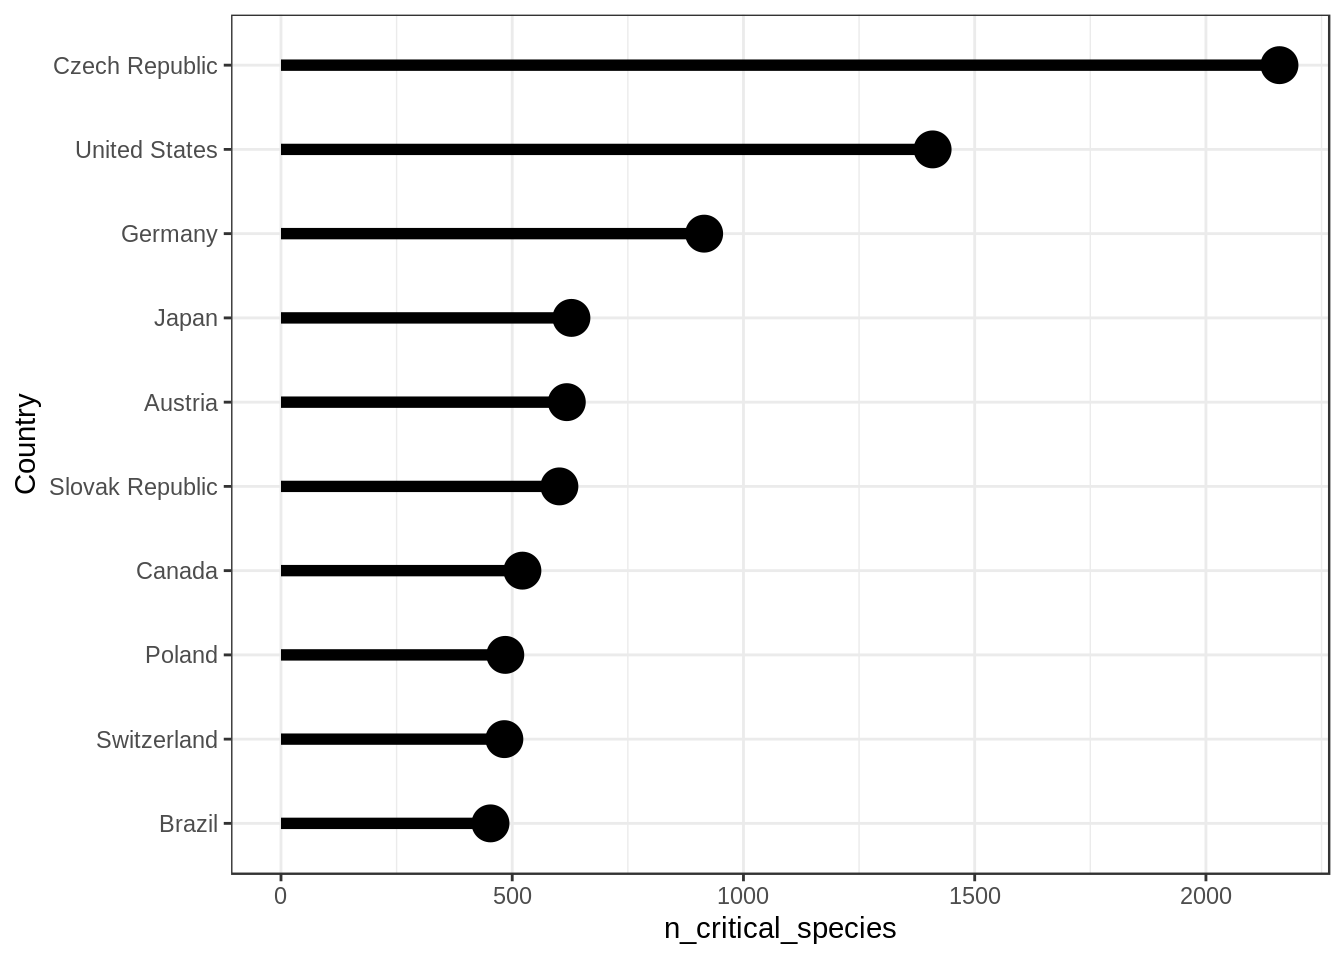 Country
Czech Republic
United States
Germany
Japan
Austria
Slovak Republic
Canada
Poland
Switzerland
Brazil
0 500 1000 1500 2000
n_critical_species